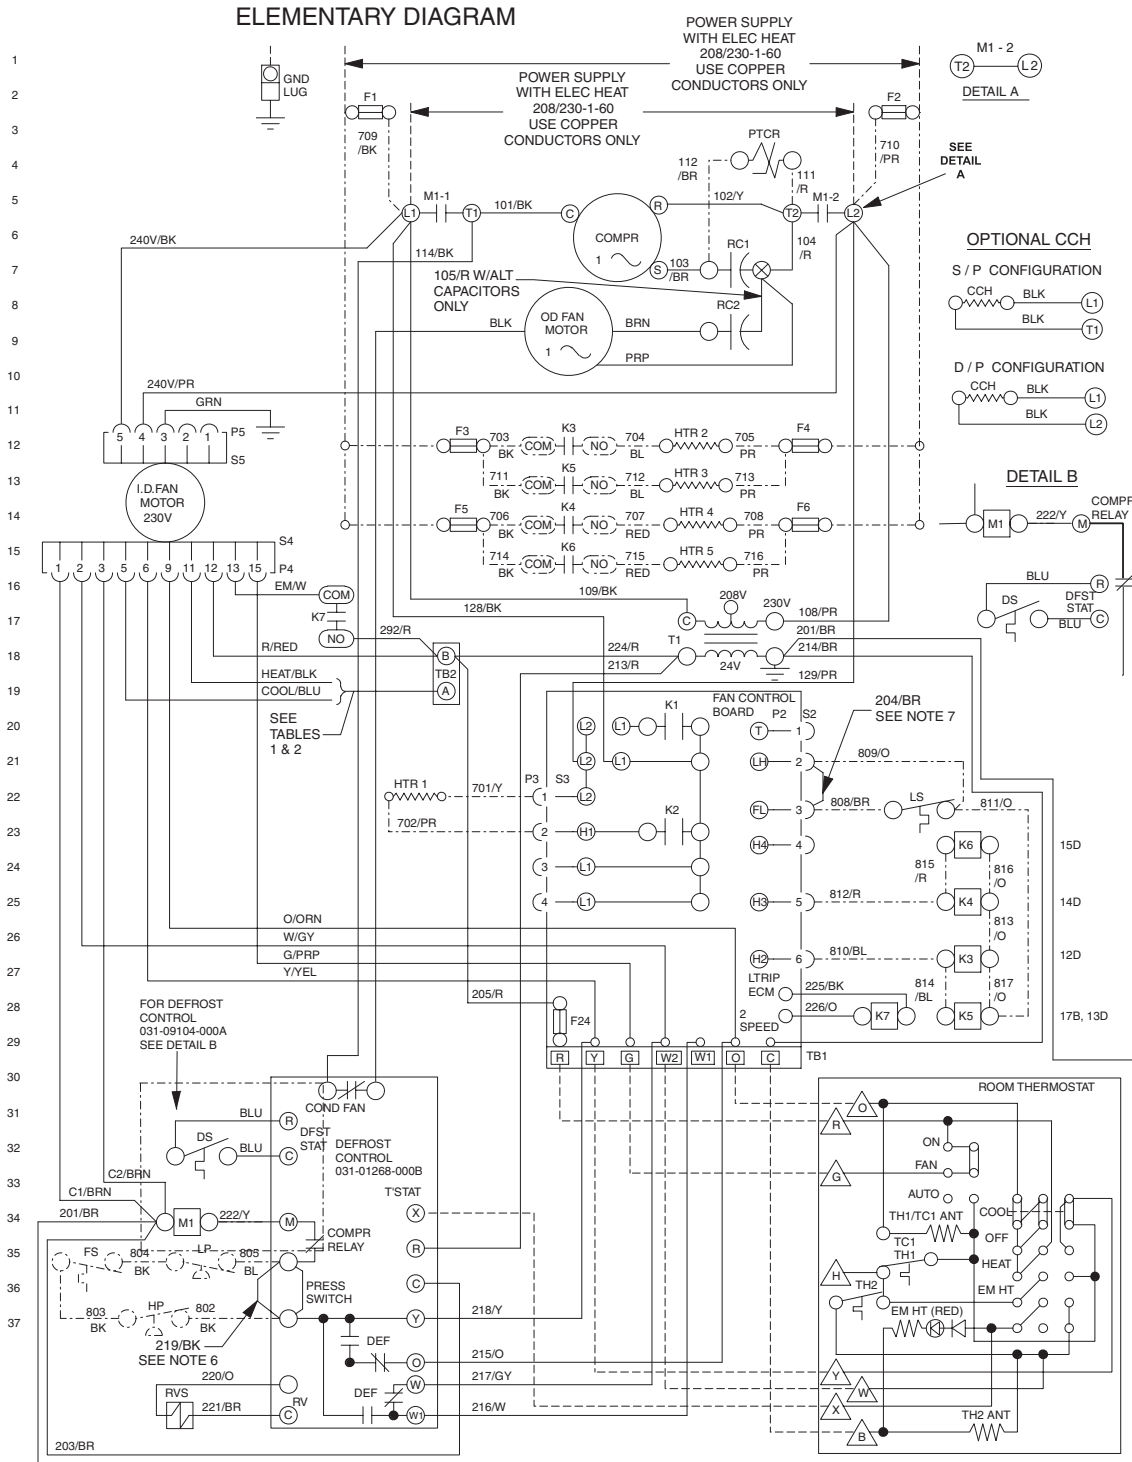 ELEMENTARY DIAGRAM
POWER SUPPLY
WITH ELEC HEAT
208/230-1-60
USE COPPER
CONDUCTORS ONLY
POWER SUPPLY
WITH ELEC HEAT
208/230-1-60
USE COPPER
CONDUCTORS ONLY
M1 - 2
T2
L2
DETAIL A
1
2
3
4
5
6
7
8
9
10
11
12
13
14
15
16
17
18
19
20
21
22
23
24
25
26
27
28
29
30
31
32
33
34
35
36
37
GND
LUG
F1
F2
709
/BK
710
/PR
PTCR
112
/BR
111
/R
SEE
DETAIL
A
L1
M1-1
T1
101/BK
C
R
102/Y
T2
M1-2
L2
COMPR
1
S
103
/BR
RC1
104
/R
240V/BK
114/BK
105/R W/ALT
CAPACITORS
ONLY
RC2
BLK
OD FAN
MOTOR
1
BRN
PRP
OPTIONAL CCH
S / P CONFIGURATION
CCH
BLK
L1
BLK
T1
D / P CONFIGURATION
CCH
BLK
L1
BLK
L2
240V/PR
GRN
5 4 3 2 1
P5
S5
I.D.FAN
MOTOR
230V
F3
703
BK
COM
K3
NO
704
BL
HTR 2
705
PR
F4
711
BK
COM
K5
NO
712
BL
HTR 3
713
PR
F5
706
BK
COM
K4
NO
707
RED
HTR 4
708
PR
F6
714
BK
COM
K6
NO
715
RED
HTR 5
716
PR
DETAIL B
M1
222/Y
M
COMPR
RELAY
BLU
R
DS
DFST
STAT
BLU
C
S4
1 2 3 5 6 9 11 12 13 15
P4
EM/W
COM
K7
NO
109/BK
128/BK
292/R
C
208V
230V
108/PR
201/BR
T1
24V
214/BR
129/PR
R/RED
B
TB2
A
224/R
213/R
HEAT/BLK
COOL/BLU
SEE
TABLES
1 & 2
FAN CONTROL
BOARD
P2 S2
204/BR
SEE NOTE 7
L2
L1
K1
T
1
L2
L1
LH
2
809/O
P3 S3
HTR 1
701/Y
1
L2
K2
FL
3
808/BR
LS
811/O
702/PR
2
H1
H4
4
K6
15D
3
L1
815
/R
816
/O
4
L1
H3
5
812/R
K4
14D
813
/O
H2
6
810/BL
K3
12D
814
/BL
817
/O
O/ORN
W/GY
G/PRP
Y/YEL
LTRIP
ECM
225/BK
226/O
K7
K5
17B, 13D
2
SPEED
205/R
F24
R Y G W2 W1 O C
TB1
FOR DEFROST
CONTROL
031-09104-000A
SEE DETAIL B
COND FAN
BLU
R
DS
DFST
STAT
BLU
C
DEFROST
CONTROL
031-01268-000B
C2/BRN
C1/BRN
201/BR
M1
222/Y
M
T'STAT
X
COMPR
RELAY
R
FS
804
BK
LP
805
BL
PRESS
SWITCH
C
803
BK
HP
802
BK
Y
218/Y
219/BK
SEE NOTE 6
DEF
O
215/O
220/O
W
217/GY
RVS
221/BR
C
RV
DEF
W1
216/W
203/BR
ROOM THERMOSTAT
O
R
ON
G
FAN
AUTO
TH1/TC1 ANT
COOL
OFF
TC1
TH1
HEAT
H
TH2
EM HT
EM HT (RED)
Y
W
X
B
TH2 ANT